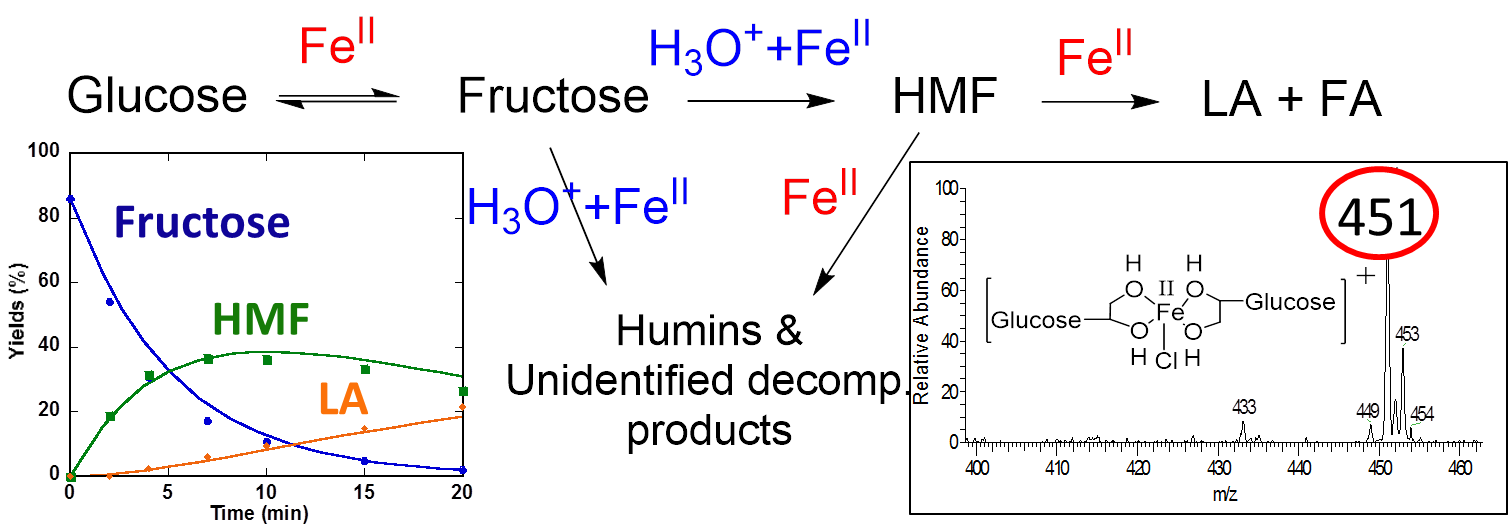 Fe^II
H3O^+ +Fe^II
Fe^II
Glucose
Fructose
HMF
LA + FA
H3O^+ +Fe^II
Fe^II
Humins &
Unidentified decomp.
products
100
80
60
40
20
0
Yields (%)
Fructose
HMF
LA
0 5 10 15 20
Time (min)
100
80
60
40
20
0
Relative Abundance
451
453
449
454
433
H H
O II O
+
Glucose Fe Glucose
O O
H Cl H
400 410 420 430 440 450 460
m/z